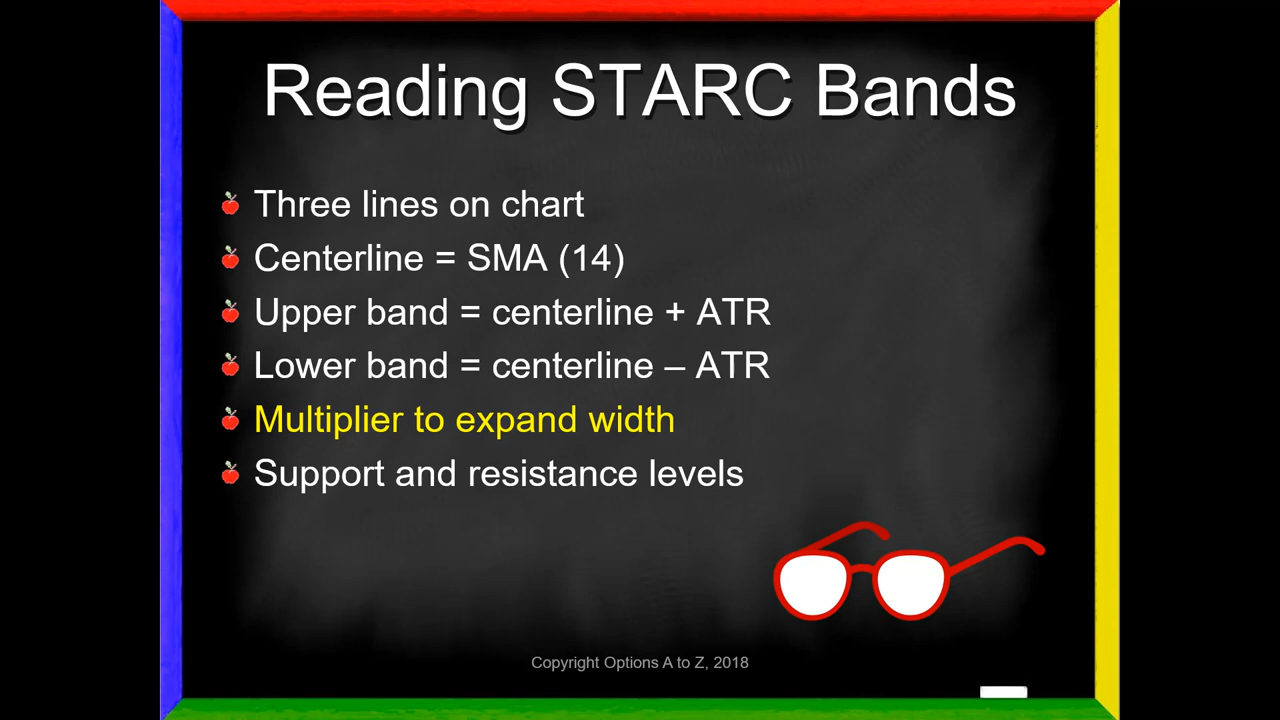 Reading STARC Bands
Three lines on chart
Centerline = SMA (14)
Upper band = centerline + ATR
Lower band = centerline – ATR
Multiplier to expand width
Support and resistance levels
Copyright Options A to Z, 2018